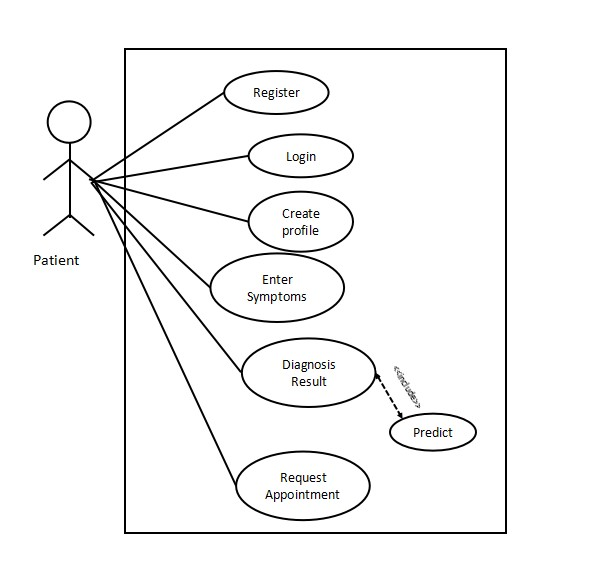 Register
Login
Create
profile
Patient
Enter
Symptoms
Diagnosis
Result
<<include>>
Predict
Request
Appointment